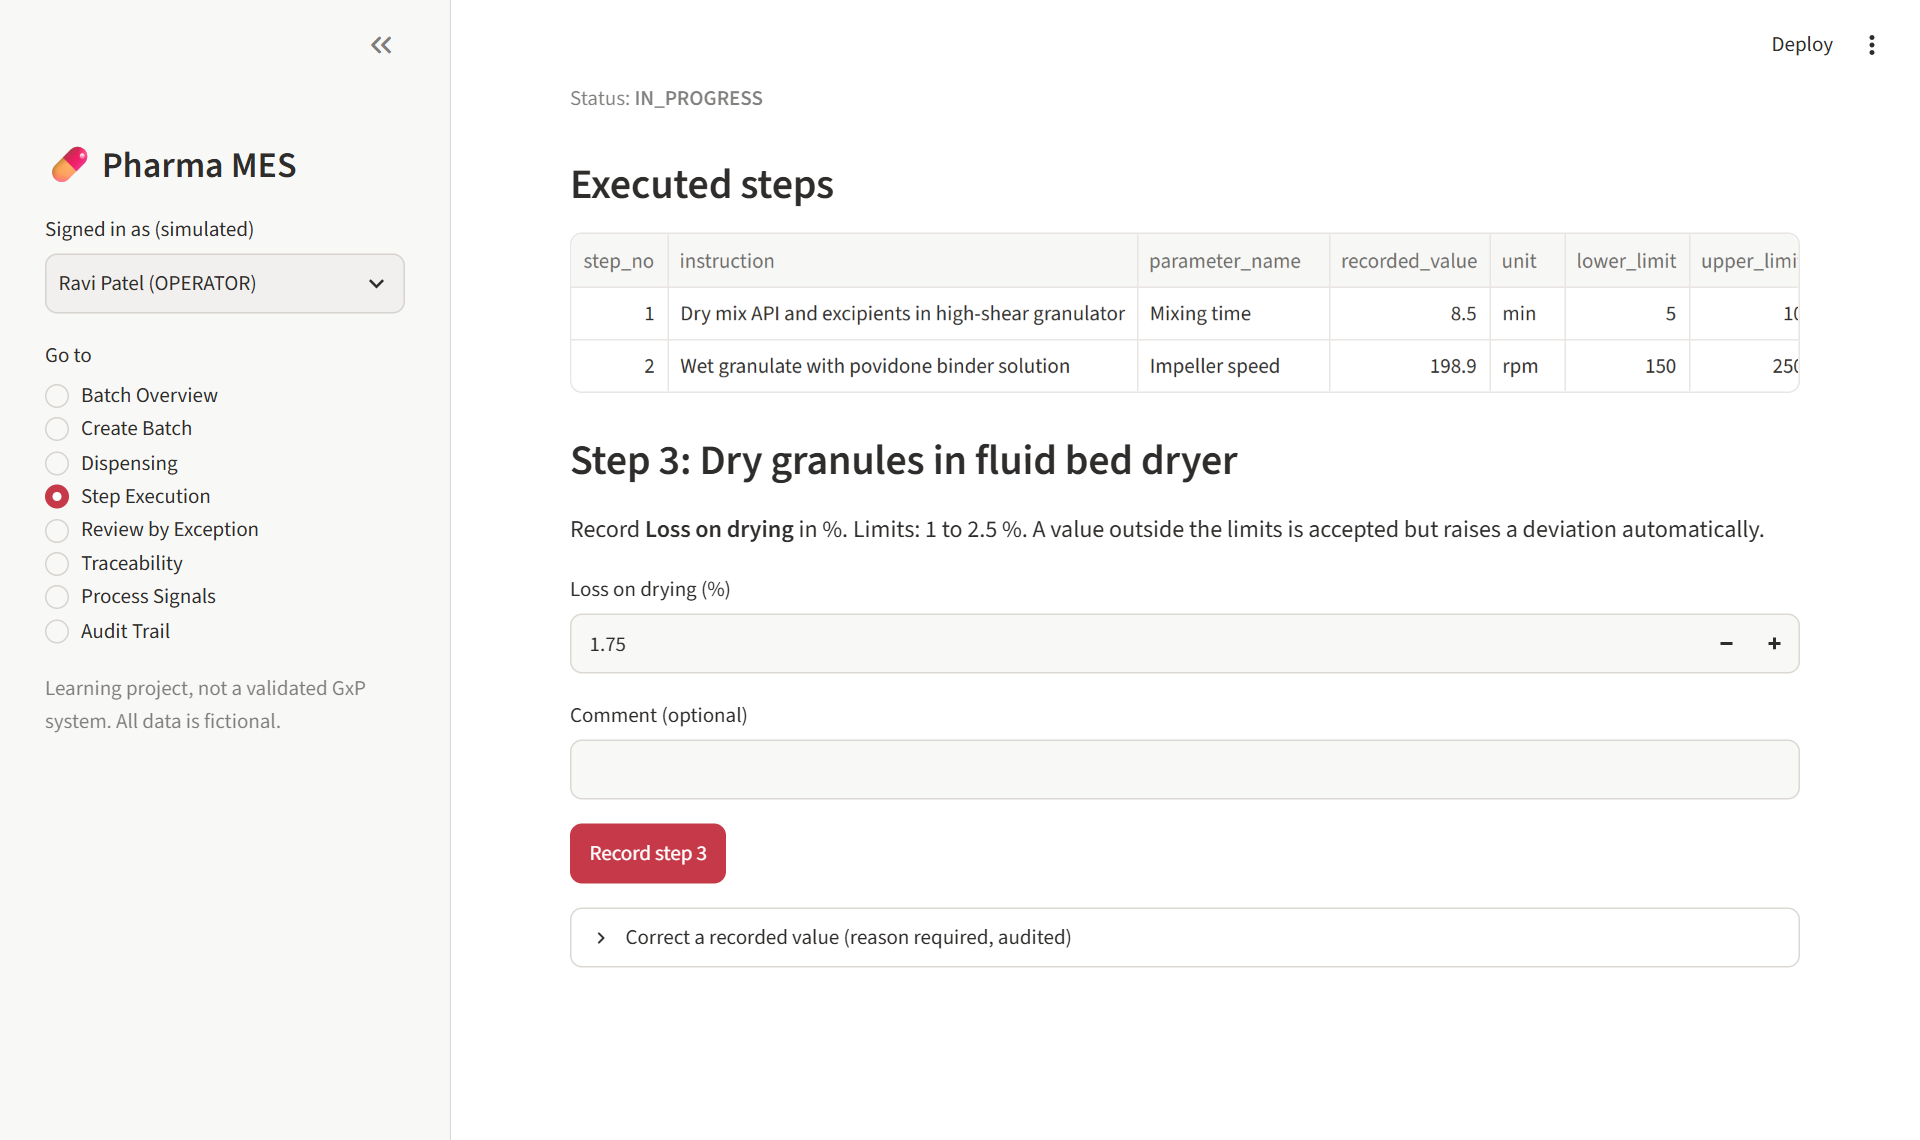 Deploy
Pharma MES
Signed in as (simulated)
Ravi Patel (OPERATOR)
Go to
Batch Overview
Create Batch
Dispensing
Step Execution
Review by Exception
Traceability
Process Signals
Audit Trail
Learning project, not a validated GxP
system. All data is fictional.
Status: IN_PROGRESS
Executed steps
step_no instruction parameter_name recorded_value unit lower_limit upper_limi
1 Dry mix API and excipients in high-shear granulator Mixing time 8.5 min 5 10
2 Wet granulate with povidone binder solution Impeller speed 198.9 rpm 150 250
Step 3: Dry granules in fluid bed dryer
Record Loss on drying in %. Limits: 1 to 2.5 %. A value outside the limits is accepted but raises a deviation automatically.
Loss on drying (%)
1.75
Comment (optional)
Record step 3
Correct a recorded value (reason required, audited)